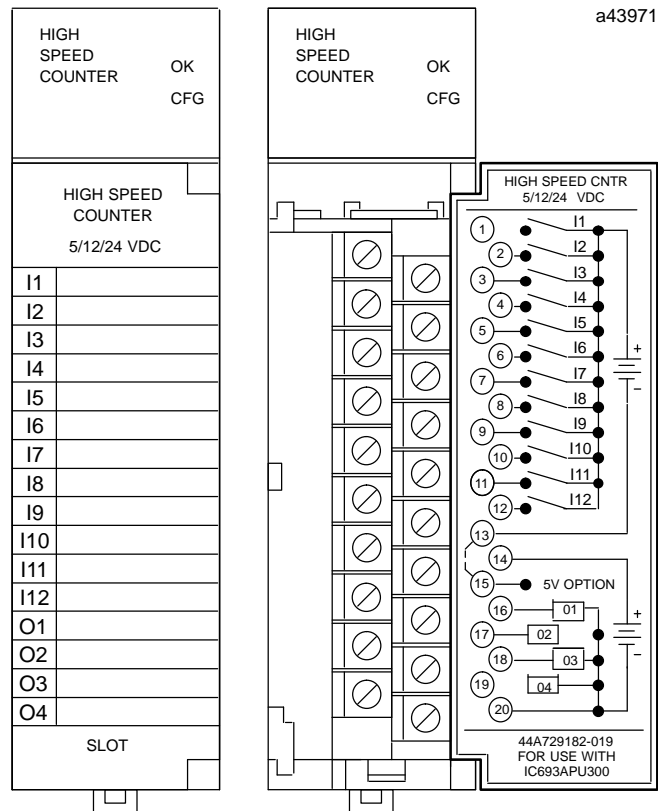 a43971
HIGH
SPEED
COUNTER
OK
CFG
HIGH SPEED
COUNTER
5/12/24 VDC
I1
I2
I3
I4
I5
I6
I7
I8
I9
I10
I11
I12
O1
O2
O3
O4
SLOT
HIGH
SPEED
COUNTER
OK
CFG
HIGH SPEED CNTR
5/12/24 VDC
1 I1
2 I2
3 I3
4 I4
5 I5
6 I6
7 I7
8 I8
9 I9
10 I10
11 I11
12 I12
+
–
13
14
15 5V OPTION
16 01
17 02
18 03
19 04
20
+
–
44A729182-019
FOR USE WITH
IC693APU300